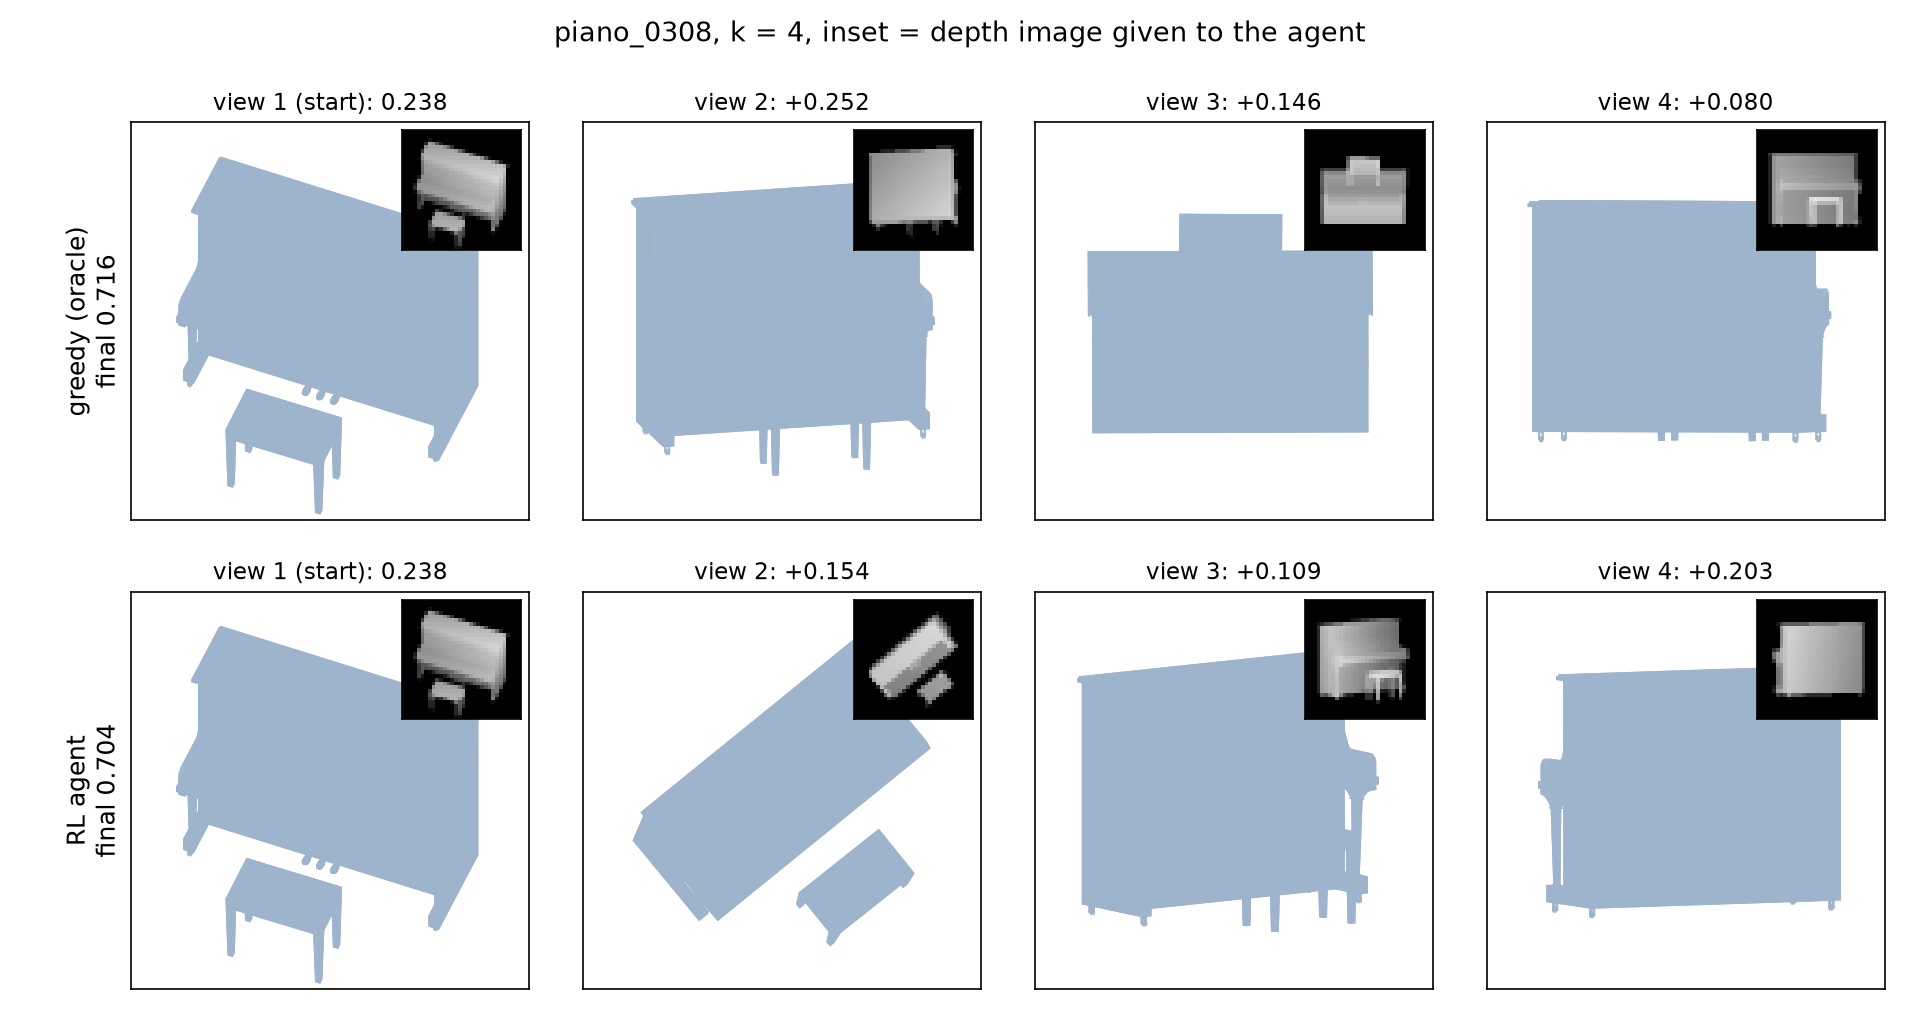 piano_0308, k = 4, inset = depth image given to the agent
view 1 (start): 0.238
view 2: +0.252
view 3: +0.146
view 4: +0.080
greedy (oracle)
final 0.716
view 1 (start): 0.238
view 2: +0.154
view 3: +0.109
view 4: +0.203
RL agent
final 0.704